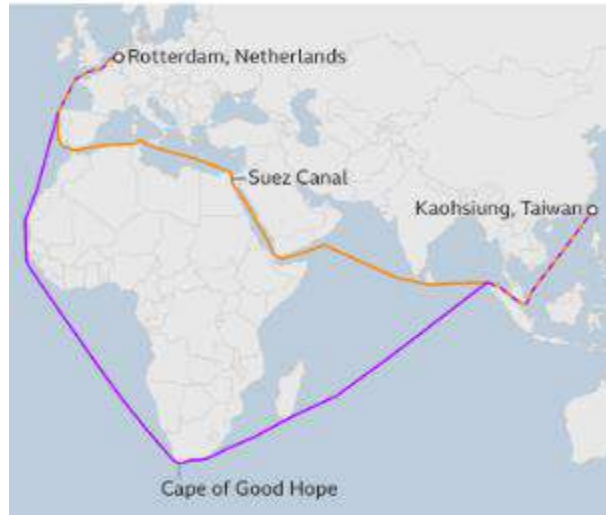 Rotterdam, Netherlands
Suez Canal
Kaohsiung, Taiwan
Cape of Good Hope